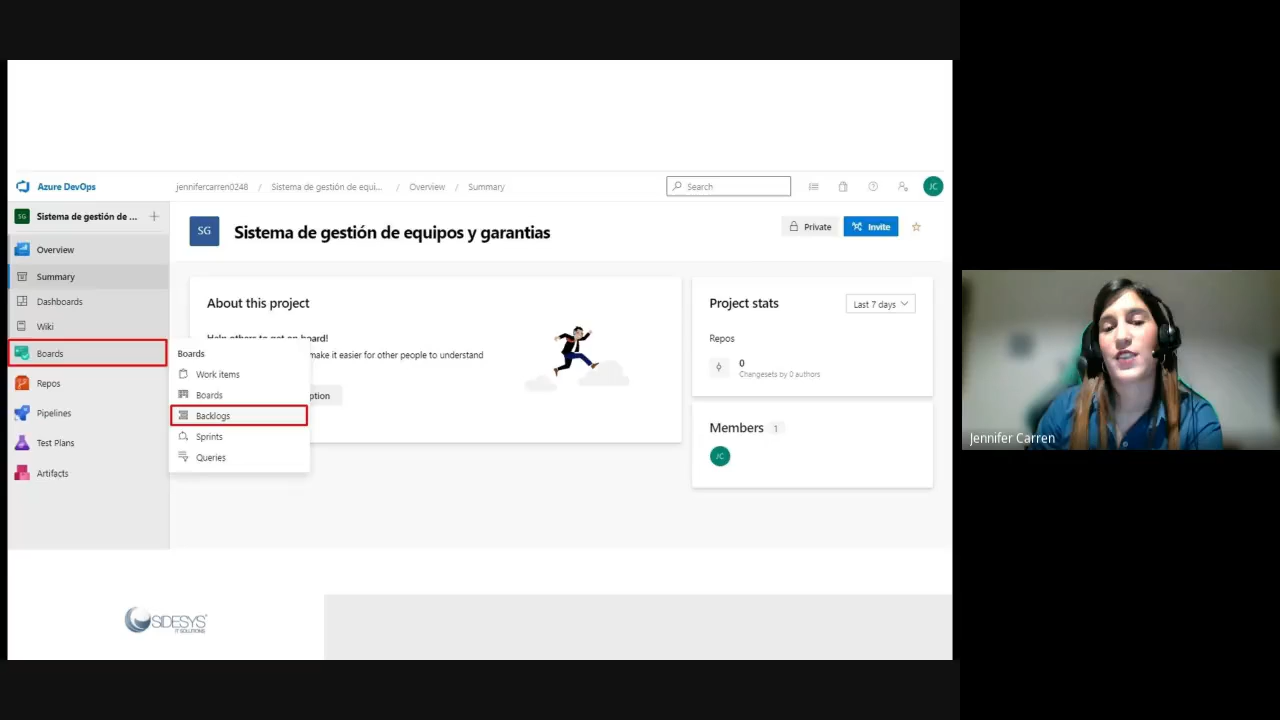 Azure DevOps
jennifercarren0248 / Sistema de gestión de equi... / Overview / Summary
Search
JC
SG Sistema de gestión de ... +
SG Sistema de gestión de equipos y garantias
Private
Invite
Overview
Summary
Dashboards
Wiki
Boards
Repos
Pipelines
Test Plans
Artifacts
Boards
Work items
Boards
Backlogs
Sprints
Queries
About this project
make it easier for other people to understand
Project stats
Last 7 days
Repos
0
Changesets by 0 authors
Members 1
JC
Jennifer Carren
SIDESYS
IT SOLUTIONS